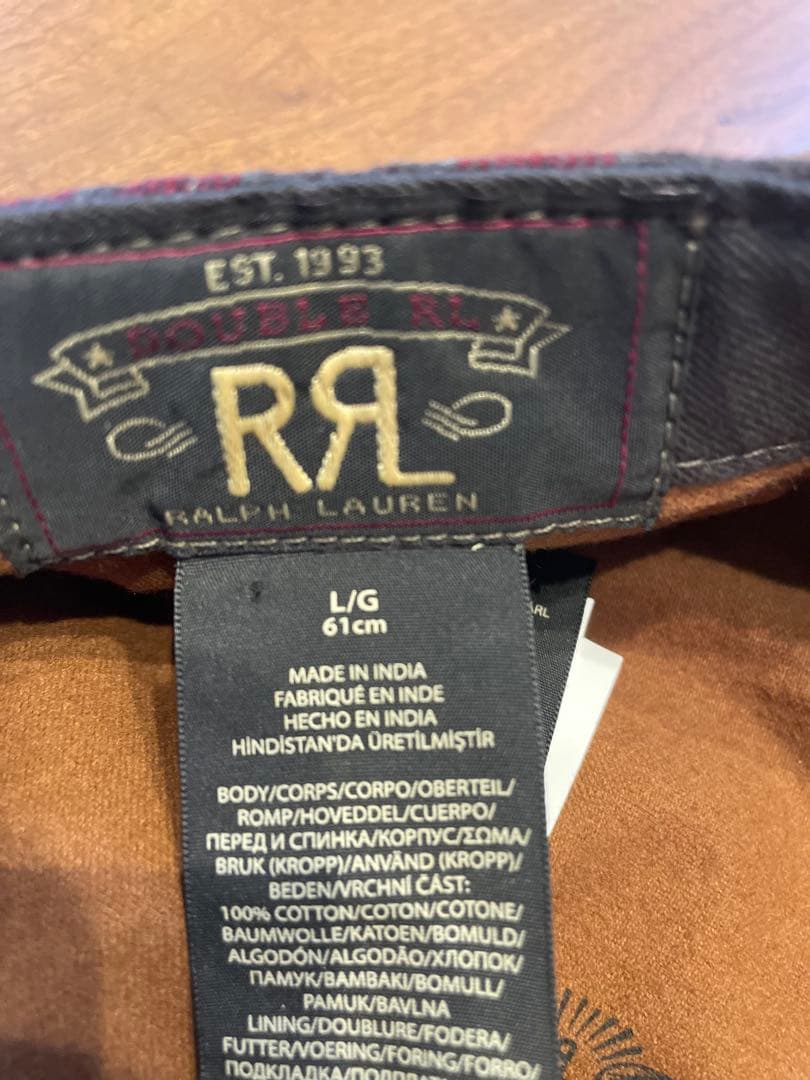 EST. 1993
DOUBLE RL
RRL
RALPH LAUREN
L/G
61cm
RL
MADE IN INDIA
FABRIQUÉ EN INDE
HECHO EN INDIA
HİNDİSTAN'DA ÜRETİLMİŞTİR
BODY/CORPS/CORPO/OBERTEIL/
ROMP/HOVEDDEL/CUERPO/
ПЕРЕД И СПИНКА/КОРПУС/ΣΩΜΑ/
BRUK (KROPP)/ANVÄND (KROPP)/
BEDEN/VRCHNÍ ČÁST:
100% COTTON/COTON/COTONE/
BAUMWOLLE/KATOEN/BOMULD/
ALGODÓN/ALGODÃO/ХЛОПОК/
ПАМУК/BAMBAKI/BOMULL/
PAMUK/BAVLNA
LINING/DOUBLURE/FODERA/
FUTTER/VOERING/FORING/FORRO/
ПОДКЛАДКА/